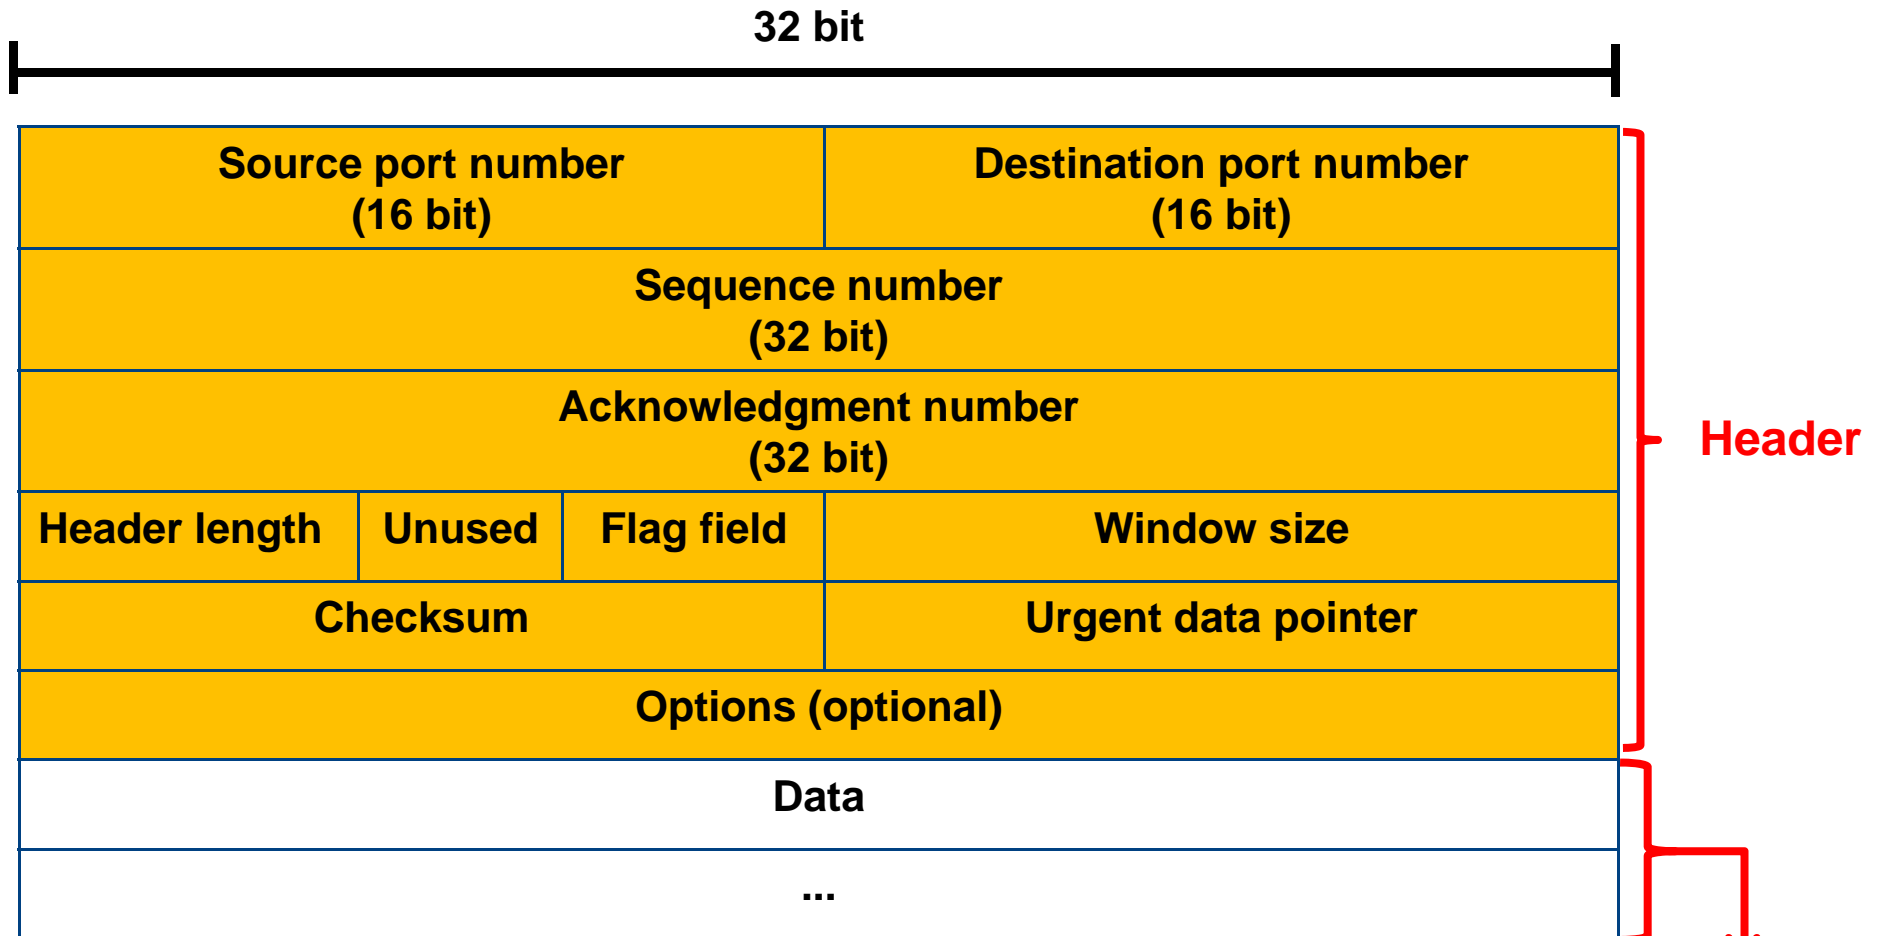 32 bit
Source port number
(16 bit)
Destination port number
(16 bit)
Sequence number
(32 bit)
Acknowledgment number
(32 bit)
Header
Header length
Unused
Flag field
Window size
Checksum
Urgent data pointer
Options (optional)
Data
...